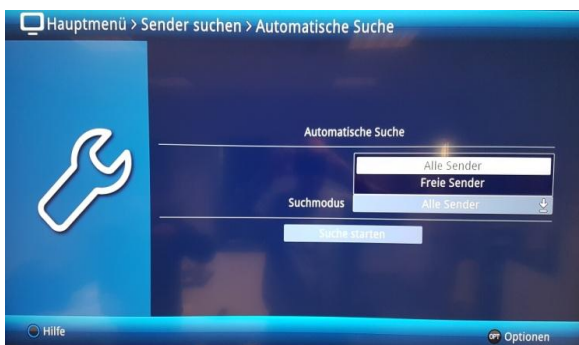 Hauptmenü > Sender suchen > Automatische Suche
Automatische Suche
Alle Sender
Freie Sender
Suchmodus Alle Sender
Suche starten
Hilfe
OPT Optionen